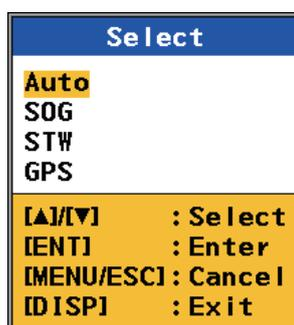 Select
Auto
SOG
STW
GPS
[▲]/[▼] : Select
[ENT] : Enter
[MENU/ESC] : Cancel
[DISP] : Exit